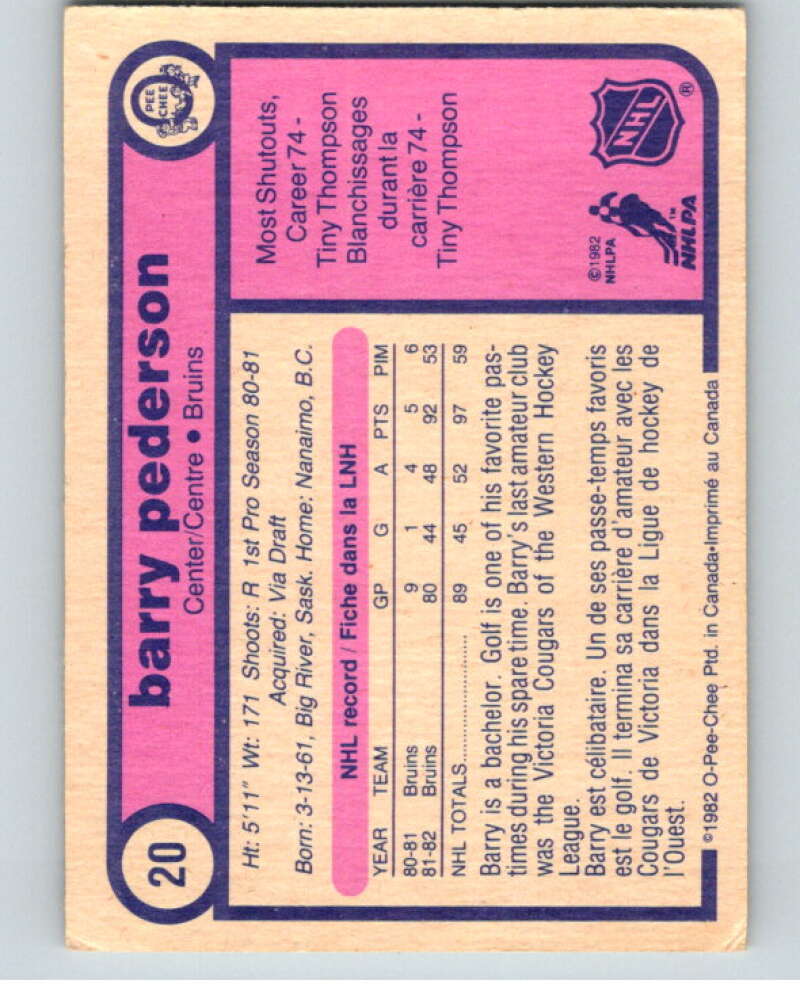 20
barry pederson
Center/Centre • Bruins
O
PEE
CHEE
Ht: 5'11" Wt: 171 Shoots: R 1st Pro Season 80-81
Acquired: Via Draft
Born: 3-13-61, Big River, Sask. Home: Nanaimo, B.C.
NHL record / Fiche dans la LNH
YEAR TEAM GP G A PTS PIM
80-81 Bruins 9 1 4 5 6
81-82 Bruins 80 44 48 92 53
NHL TOTALS........................ 89 45 52 97 59
Barry is a bachelor. Golf is one of his favorite pas-
times during his spare time. Barry's last amateur club
was the Victoria Cougars of the Western Hockey
League.
Barry est célibataire. Un de ses passe-temps favoris
est le golf. Il termina sa carrière d'amateur avec les
Cougars de Victoria dans la Ligue de hockey de
l'Ouest.
©1982 O-Pee-Chee Ptd. in Canada•Imprimé au Canada
Most Shutouts,
Career 74 -
Tiny Thompson
Blanchissages
durant la
carrière 74 -
Tiny Thompson
©1982
NHLPA
NHLPA™
NHL®